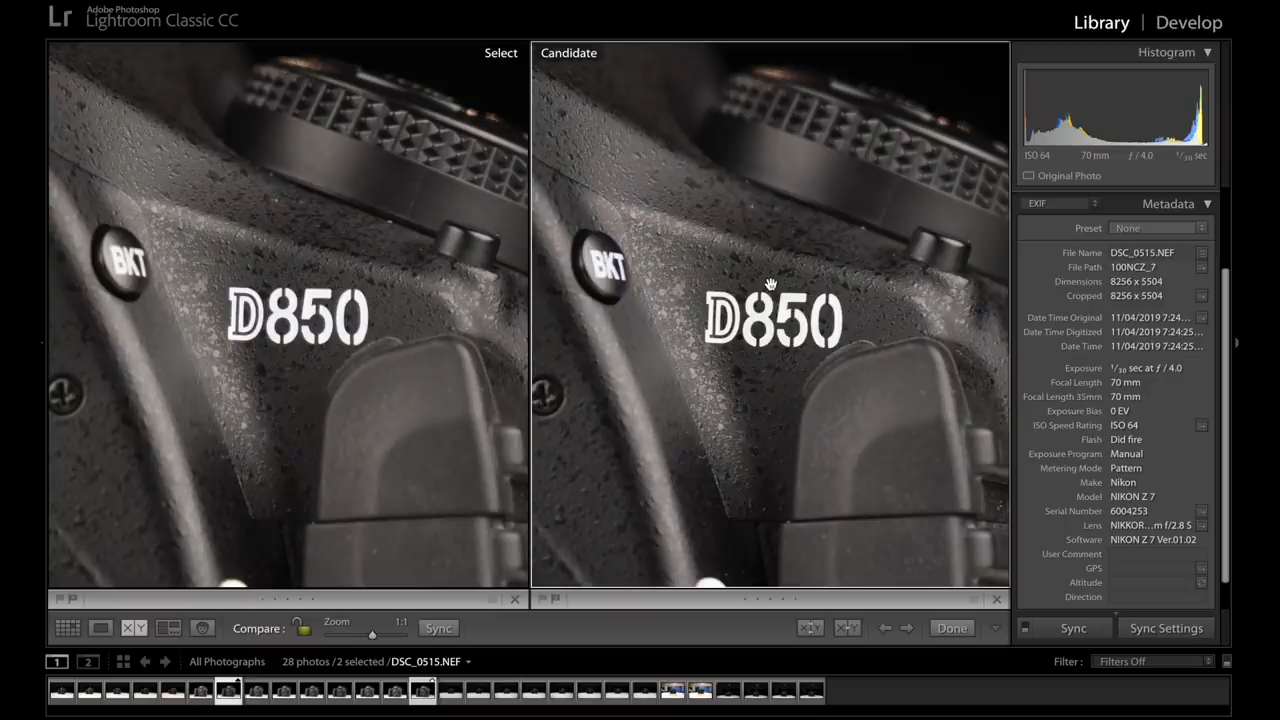 Lr
Adobe Photoshop
Lightroom Classic CC
Library | Develop
Select
Candidate
BKT
D850
BKT
D850
Histogram
ISO 64 70 mm ƒ / 4.0 ¹/₃₀ sec
Original Photo
EXIF Metadata
Preset None
File Name DSC_0515.NEF
File Path 100NCZ_7
Dimensions 8256 x 5504
Cropped 8256 x 5504
Date Time Original 11/04/2019 7:24...
Date Time Digitized 11/04/2019 7:24:25...
Date Time 11/04/2019 7:24:25...
Exposure ¹/₃₀ sec at ƒ / 4.0
Focal Length 70 mm
Focal Length 35mm 70 mm
Exposure Bias 0 EV
ISO Speed Rating ISO 64
Flash Did fire
Exposure Program Manual
Metering Mode Pattern
Make Nikon
Model NIKON Z 7
Serial Number 6004253
Lens NIKKOR...m f/2.8 S
Software NIKON Z 7 Ver.01.02
User Comment
GPS
Altitude
Direction
XY Compare : Zoom 1:1 Sync
Done
Sync Sync Settings
1 2 All Photographs 28 photos /2 selected /DSC_0515.NEF
Filter : Filters Off